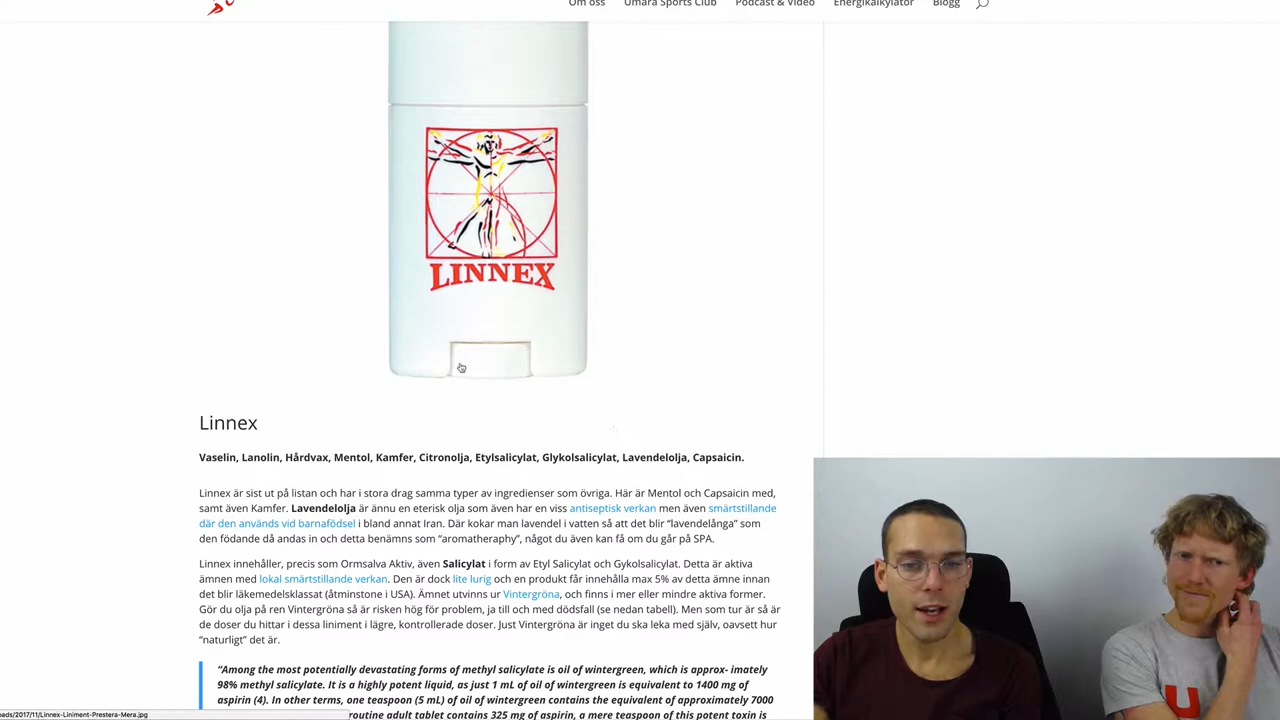 Om oss Umara Sports Club Podcast & Video Energikalkylator Blogg
LINNEX
Linnex
Vaselin, Lanolin, Hårdvax, Mentol, Kamfer, Citronolja, Etylsalicylat, Glykolsalicylat, Lavendelolja, Capsaicin.
Linnex är sist ut på listan och har i stora drag samma typer av ingredienser som övriga. Här är Mentol och Capsaicin med,
samt även Kamfer. Lavendelolja är ännu en eterisk olja som även har en viss antiseptisk verkan men även smärtstillande
där den används vid barnafödsel i bland annat Iran. Där kokar man lavendel i vatten så att det blir ”lavendelånga” som
den födande då andas in och detta benämns som ”aromatheraphy”, något du även kan få om du går på SPA.
Linnex innehåller, precis som Ormsalva Aktiv, även Salicylat i form av Etyl Salicylat och Gykolsalicylat. Detta är aktiva
ämnen med lokal smärtstillande verkan. Den är dock lite lurig och en produkt får innehålla max 5% av detta ämne innan
det blir läkemedelsklassat (åtminstone i USA). Ämnet utvinns ur Vintergröna, och finns i mer eller mindre aktiva former.
Gör du olja på ren Vintergröna så är risken hög för problem, ja till och med dödsfall (se nedan tabell). Men som tur är så är
de doser du hittar i dessa liniment i lägre, kontrollerade doser. Just Vintergröna är inget du ska leka med själv, oavsett hur
”naturligt” det är.
“Among the most potentially devastating forms of methyl salicylate is oil of wintergreen, which is approx- imately
98% methyl salicylate. It is a highly potent liquid, as just 1 mL of oil of wintergreen is equivalent to 1400 mg of
aspirin (4). In other terms, one teaspoon (5 mL) of oil of wintergreen contains the equivalent of approximately 7000
routine adult tablet contains 325 mg of aspirin, a mere teaspoon of this potent toxin is
oads/2017/11/Linnex-Liniment-Prestera-Mera.jpg
U